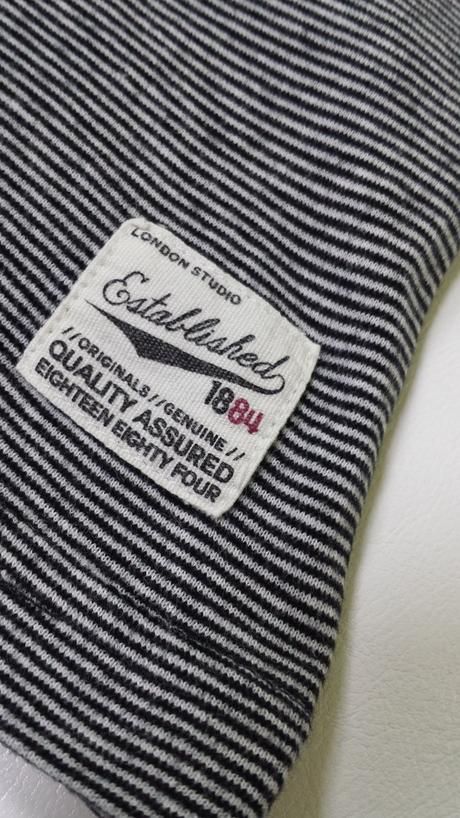 LONDON STUDIO
Established
1884
//ORIGINALS//GENUINE//
QUALITY ASSURED
EIGHTEEN EIGHTY FOUR